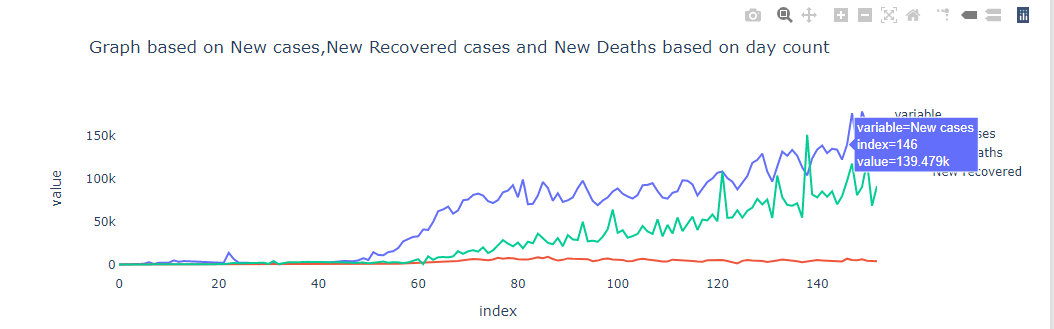 Graph based on New cases,New Recovered cases and New Deaths based on day count
variable
variable=New cases
index=146
value=139.479k
ses
aths
New recovered
value
150k
100k
50k
0
0 20 40 60 80 100 120 140
index